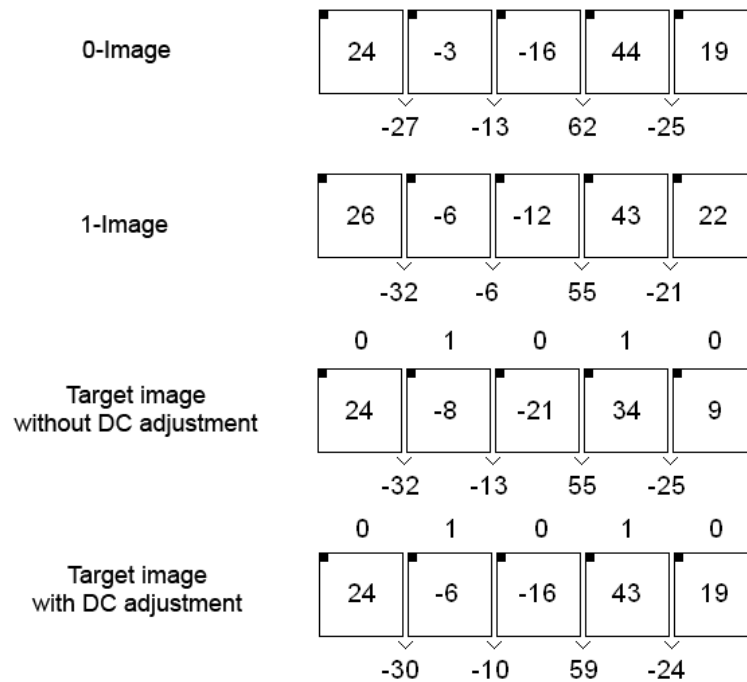 0-Image
24 -3 -16 44 19
-27 -13 62 -25
1-Image
26 -6 -12 43 22
-32 -6 55 -21
0 1 0 1 0
Target image
without DC adjustment
24 -8 -21 34 9
-32 -13 55 -25
0 1 0 1 0
Target image
with DC adjustment
24 -6 -16 43 19
-30 -10 59 -24